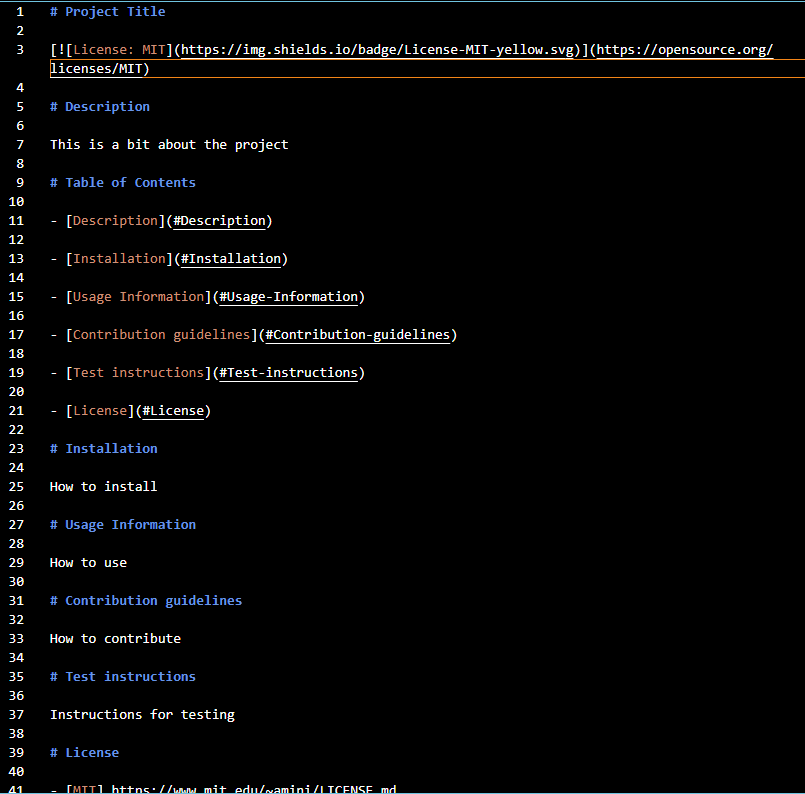 1 # Project Title
2
3 [![License: MIT](https://img.shields.io/badge/License-MIT-yellow.svg)](https://opensource.org/
licenses/MIT)
4
5 # Description
6
7 This is a bit about the project
8
9 # Table of Contents
10
11 - [Description](#Description)
12
13 - [Installation](#Installation)
14
15 - [Usage Information](#Usage-Information)
16
17 - [Contribution guidelines](#Contribution-guidelines)
18
19 - [Test instructions](#Test-instructions)
20
21 - [License](#License)
22
23 # Installation
24
25 How to install
26
27 # Usage Information
28
29 How to use
30
31 # Contribution guidelines
32
33 How to contribute
34
35 # Test instructions
36
37 Instructions for testing
38
39 # License
40
41 - [MIT] https://www.mit.edu/~amini/LICENSE.md